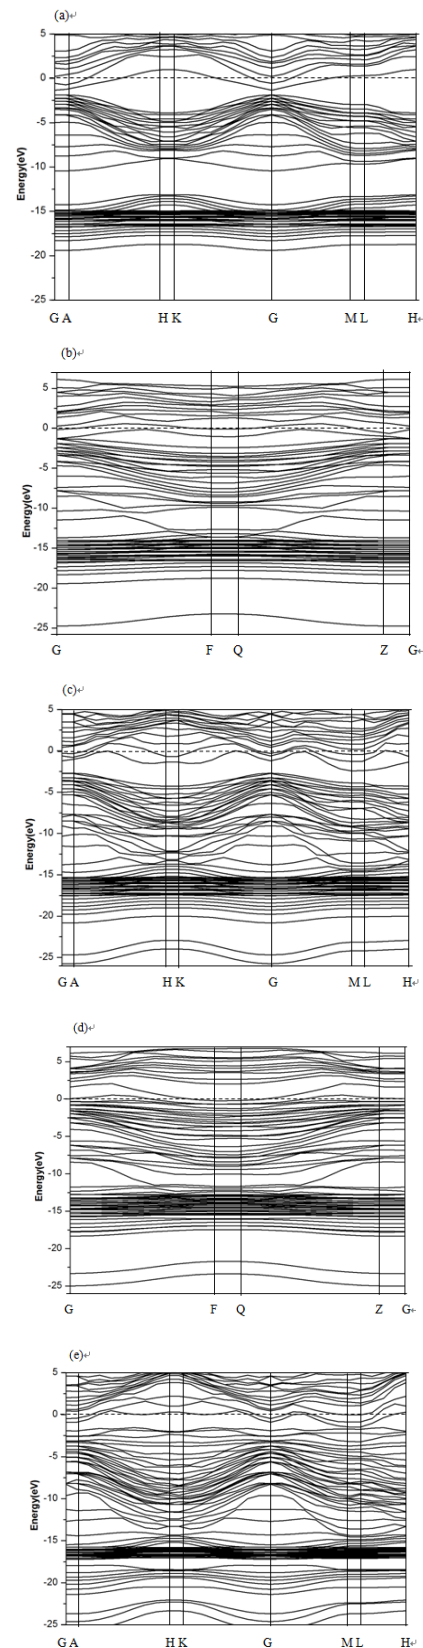 (a)↵
5
0
-5
-10
-15
-20
-25
Energy(eV)
G A H K G M L H↵
(b)↵
5
0
-5
-10
-15
-20
-25
Energy(eV)
G F Q Z G↵
(c)↵
5
0
-5
-10
-15
-20
-25
Energy(eV)
G A H K G M L H↵
(d)↵
5
0
-5
-10
-15
-20
-25
Energy(eV)
G F Q Z G↵
(e)↵
5
0
-5
-10
-15
-20
-25
Energy(eV)
G A H K G M L H↵